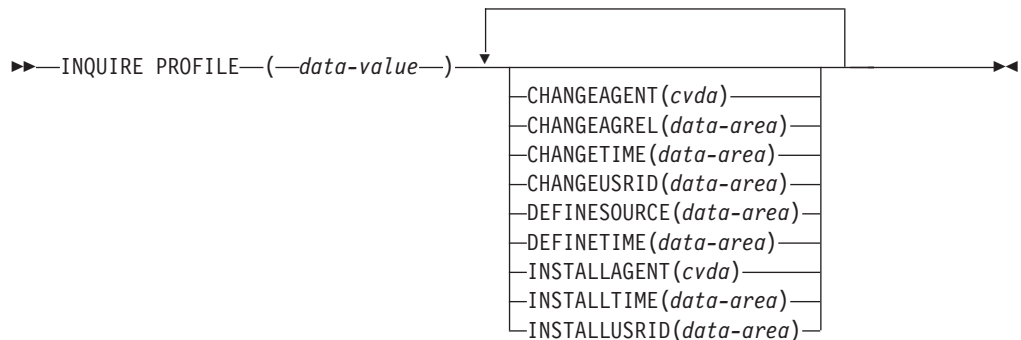 INQUIRE PROFILE ( data-value )
CHANGEAGENT(cvda)
CHANGEAGREL(data-area)
CHANGETIME(data-area)
CHANGEUSRID(data-area)
DEFINESOURCE(data-area)
DEFINETIME(data-area)
INSTALLAGENT(cvda)
INSTALLTIME(data-area)
INSTALLUSRID(data-area)